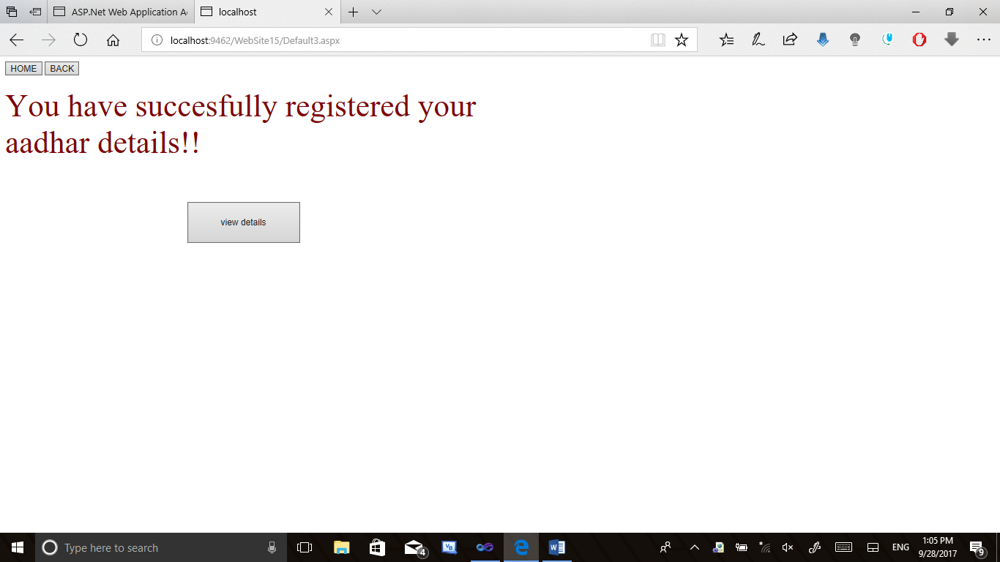 ASP.Net Web Application A
localhost
localhost:9462/WebSite15/Default3.aspx
HOME BACK
You have succesfully registered your
aadhar details!!
view details
Type here to search
4
VB
W
ENG
1:05 PM
9/28/2017
9